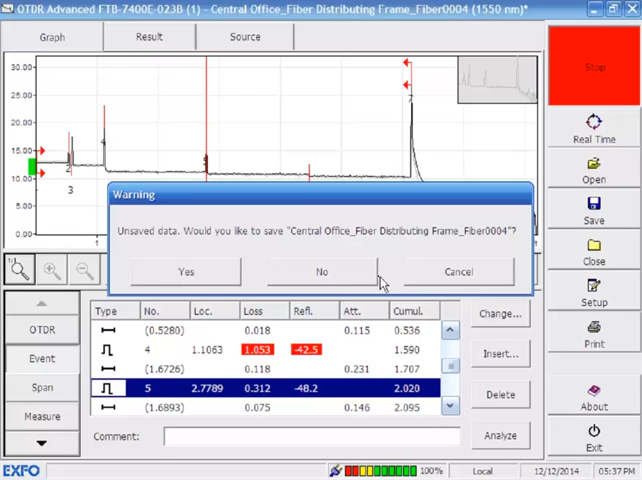 OTDR Advanced FTB-7400E-023B (1) - Central Office_Fiber Distributing Frame_Fiber0004 (1550 nm)*
Graph Result Source
Stop
30.00
25.00
20.00
15.00
10.00
5.00
0.00
2
3
7
1
Real Time
Open
Save
Close
Setup
Print
About
Exit
Warning
Unsaved data. Would you like to save "Central Office_Fiber Distributing Frame_Fiber0004"?
Yes No Cancel
OTDR
Event
Span
Measure
Type No. Loc. Loss Refl. Att. Cumul.
(0.5280) 0.018 0.115 0.536
4 1.1063 1.053 -42.5 1.590
(1.6726) 0.118 0.231 1.707
5 2.7789 0.312 -48.2 2.020
(1.6893) 0.075 0.146 2.095
Change...
Insert...
Delete
Analyze
Comment:
EXFO 100% Local 12/12/2014 05:37 PM